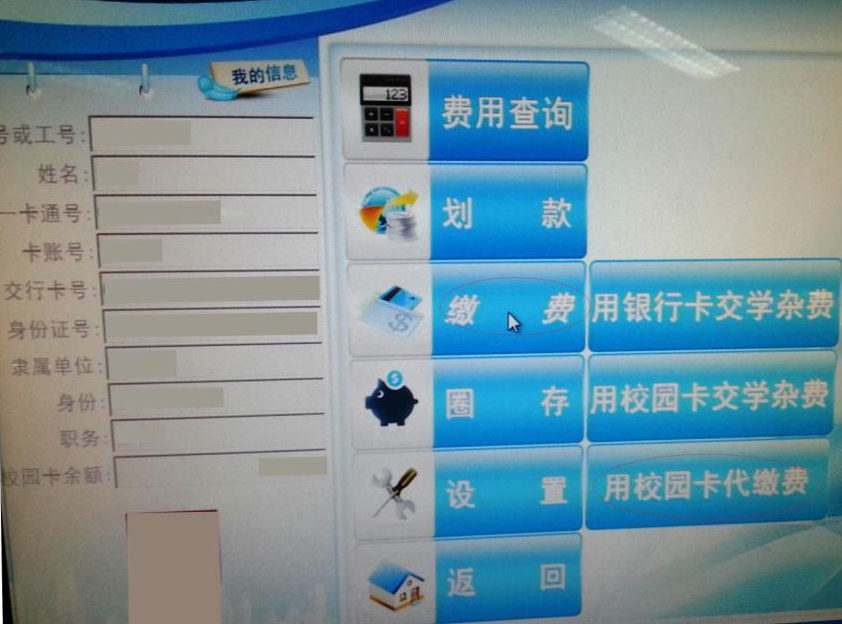 我的信息
号或工号:
姓名:
一卡通号:
卡账号:
交行卡号:
身份证号:
隶属单位:
身份:
职务:
校园卡余额:
123
费用查询
划 款
缴 费
用银行卡交学杂费
圈 存
用校园卡交学杂费
设 置
用校园卡代缴费
返 回